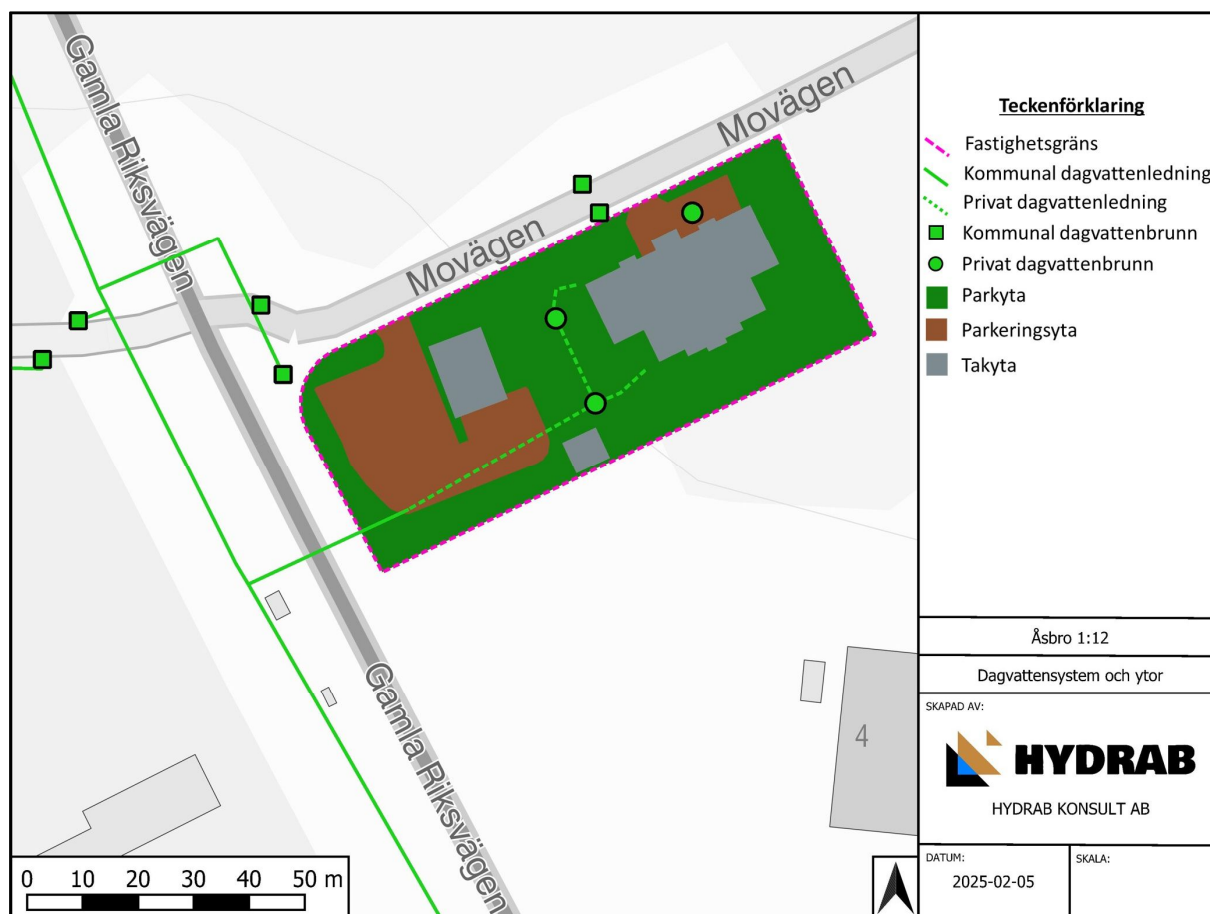 Gamla Riksvägen
Movägen
Movägen
Gamla Riksvägen
4
0 10 20 30 40 50 m
Teckenförklaring
Fastighetsgräns
Kommunal dagvattenledning
Privat dagvattenledning
Kommunal dagvattenbrunn
Privat dagvattenbrunn
Parkyta
Parkeringsyta
Takyta
Åsbro 1:12
Dagvattensystem och ytor
SKAPAD AV:
HYDRAB
HYDRAB KONSULT AB
DATUM:
2025-02-05
SKALA: